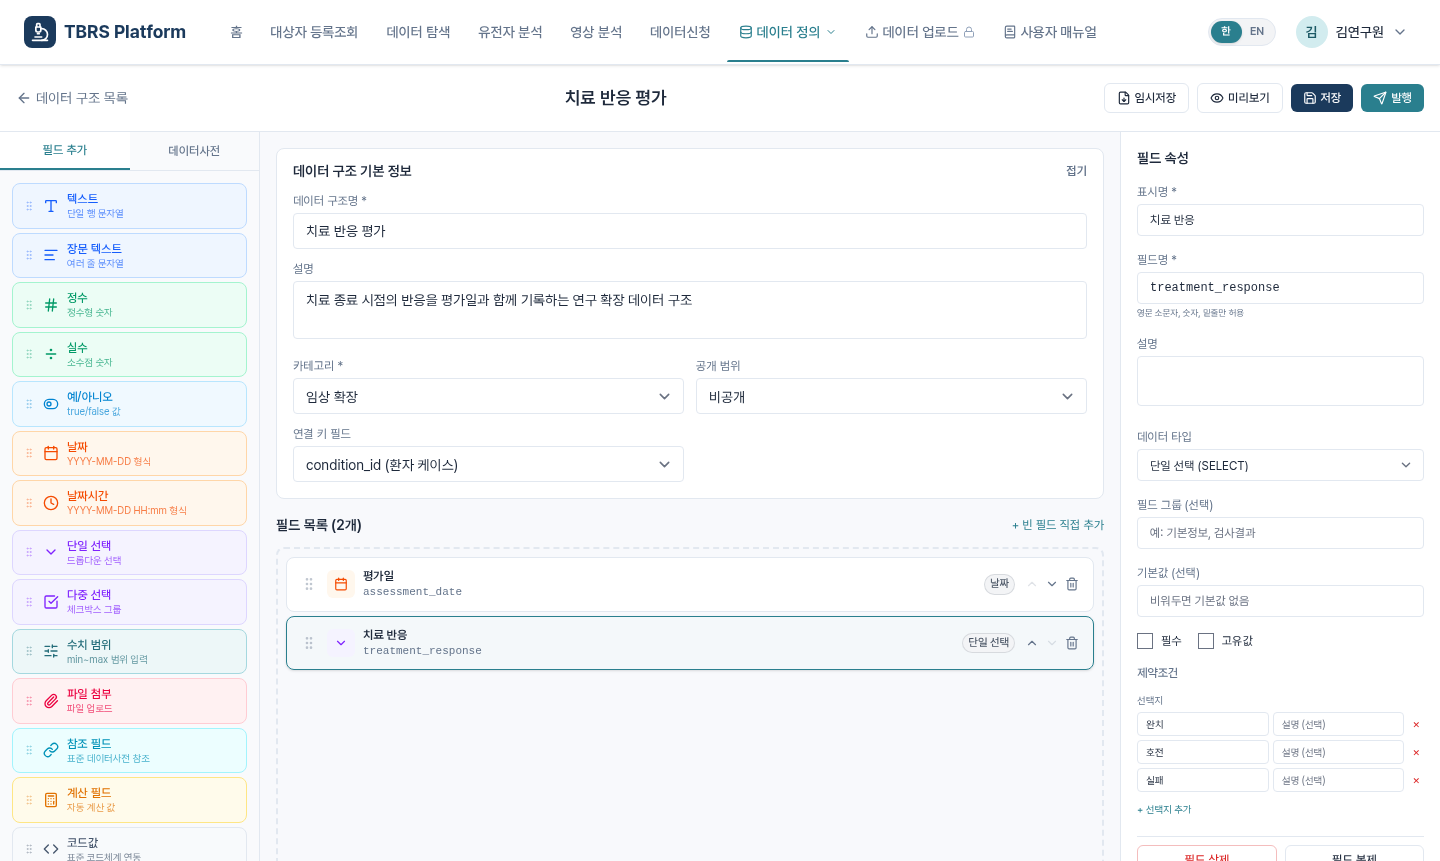 TBRS Platform
홈
대상자 등록조회
데이터 탐색
유전자 분석
영상 분석
데이터신청
데이터 정의
데이터 업로드
사용자 매뉴얼
한
EN
김
김연구원
데이터 구조 목록
치료 반응 평가
임시저장
미리보기
저장
발행
필드 추가
데이터사전
텍스트
단일 행 문자열
장문 텍스트
여러 줄 문자열
정수
정수형 숫자
실수
소수점 숫자
예/아니오
true/false 값
날짜
YYYY-MM-DD 형식
날짜시간
YYYY-MM-DD HH:mm 형식
단일 선택
드롭다운 선택
다중 선택
체크박스 그룹
수치 범위
min~max 범위 입력
파일 첨부
파일 업로드
참조 필드
표준 데이터사전 참조
계산 필드
자동 계산 값
코드값
표준 코드체계 연동
데이터 구조 기본 정보
접기
데이터 구조명 *
치료 반응 평가
설명
치료 종료 시점의 반응을 평가일과 함께 기록하는 연구 확장 데이터 구조
카테고리 *
공개 범위
임상 확장
비공개
연결 키 필드
condition_id (환자 케이스)
필드 목록 (2개)
+ 빈 필드 직접 추가
평가일
assessment_date
날짜
치료 반응
treatment_response
단일 선택
필드 속성
표시명 *
치료 반응
필드명 *
treatment_response
영문 소문자, 숫자, 밑줄만 허용
설명
데이터 타입
단일 선택 (SELECT)
필드 그룹 (선택)
예: 기본정보, 검사결과
기본값 (선택)
비워두면 기본값 없음
필수
고유값
제약조건
선택지
완치
설명 (선택)
×
호전
설명 (선택)
×
실패
설명 (선택)
×
+ 선택지 추가
필드 삭제
필드 복제